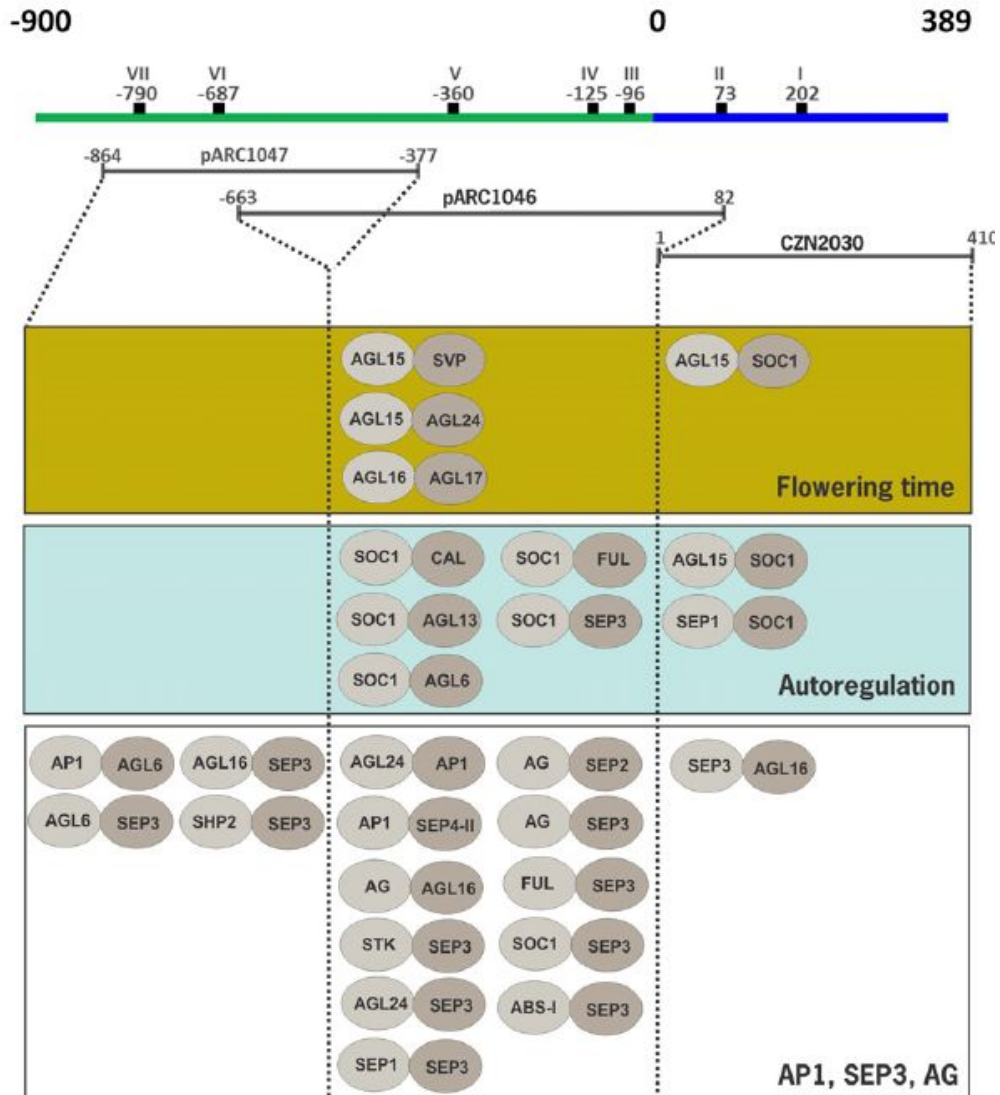 -900 0 389
VII VI V IV III II I
-790 -687 -360 -125 -96 73 202
-864 pARC1047 -377
-663 pARC1046 82
1 CZN2030 410
AGL15 SVP AGL15 SOC1
AGL15 AGL24
AGL16 AGL17
Flowering time
SOC1 CAL SOC1 FUL AGL15 SOC1
SOC1 AGL13 SOC1 SEP3 SEP1 SOC1
SOC1 AGL6
Autoregulation
AP1 AGL6 AGL16 SEP3 AGL24 AP1 AG SEP2 SEP3 AGL16
AGL6 SEP3 SHP2 SEP3 AP1 SEP4-II AG SEP3
AG AGL16 FUL SEP3
STK SEP3 SOC1 SEP3
AGL24 SEP3 ABS-I SEP3
SEP1 SEP3
AP1, SEP3, AG